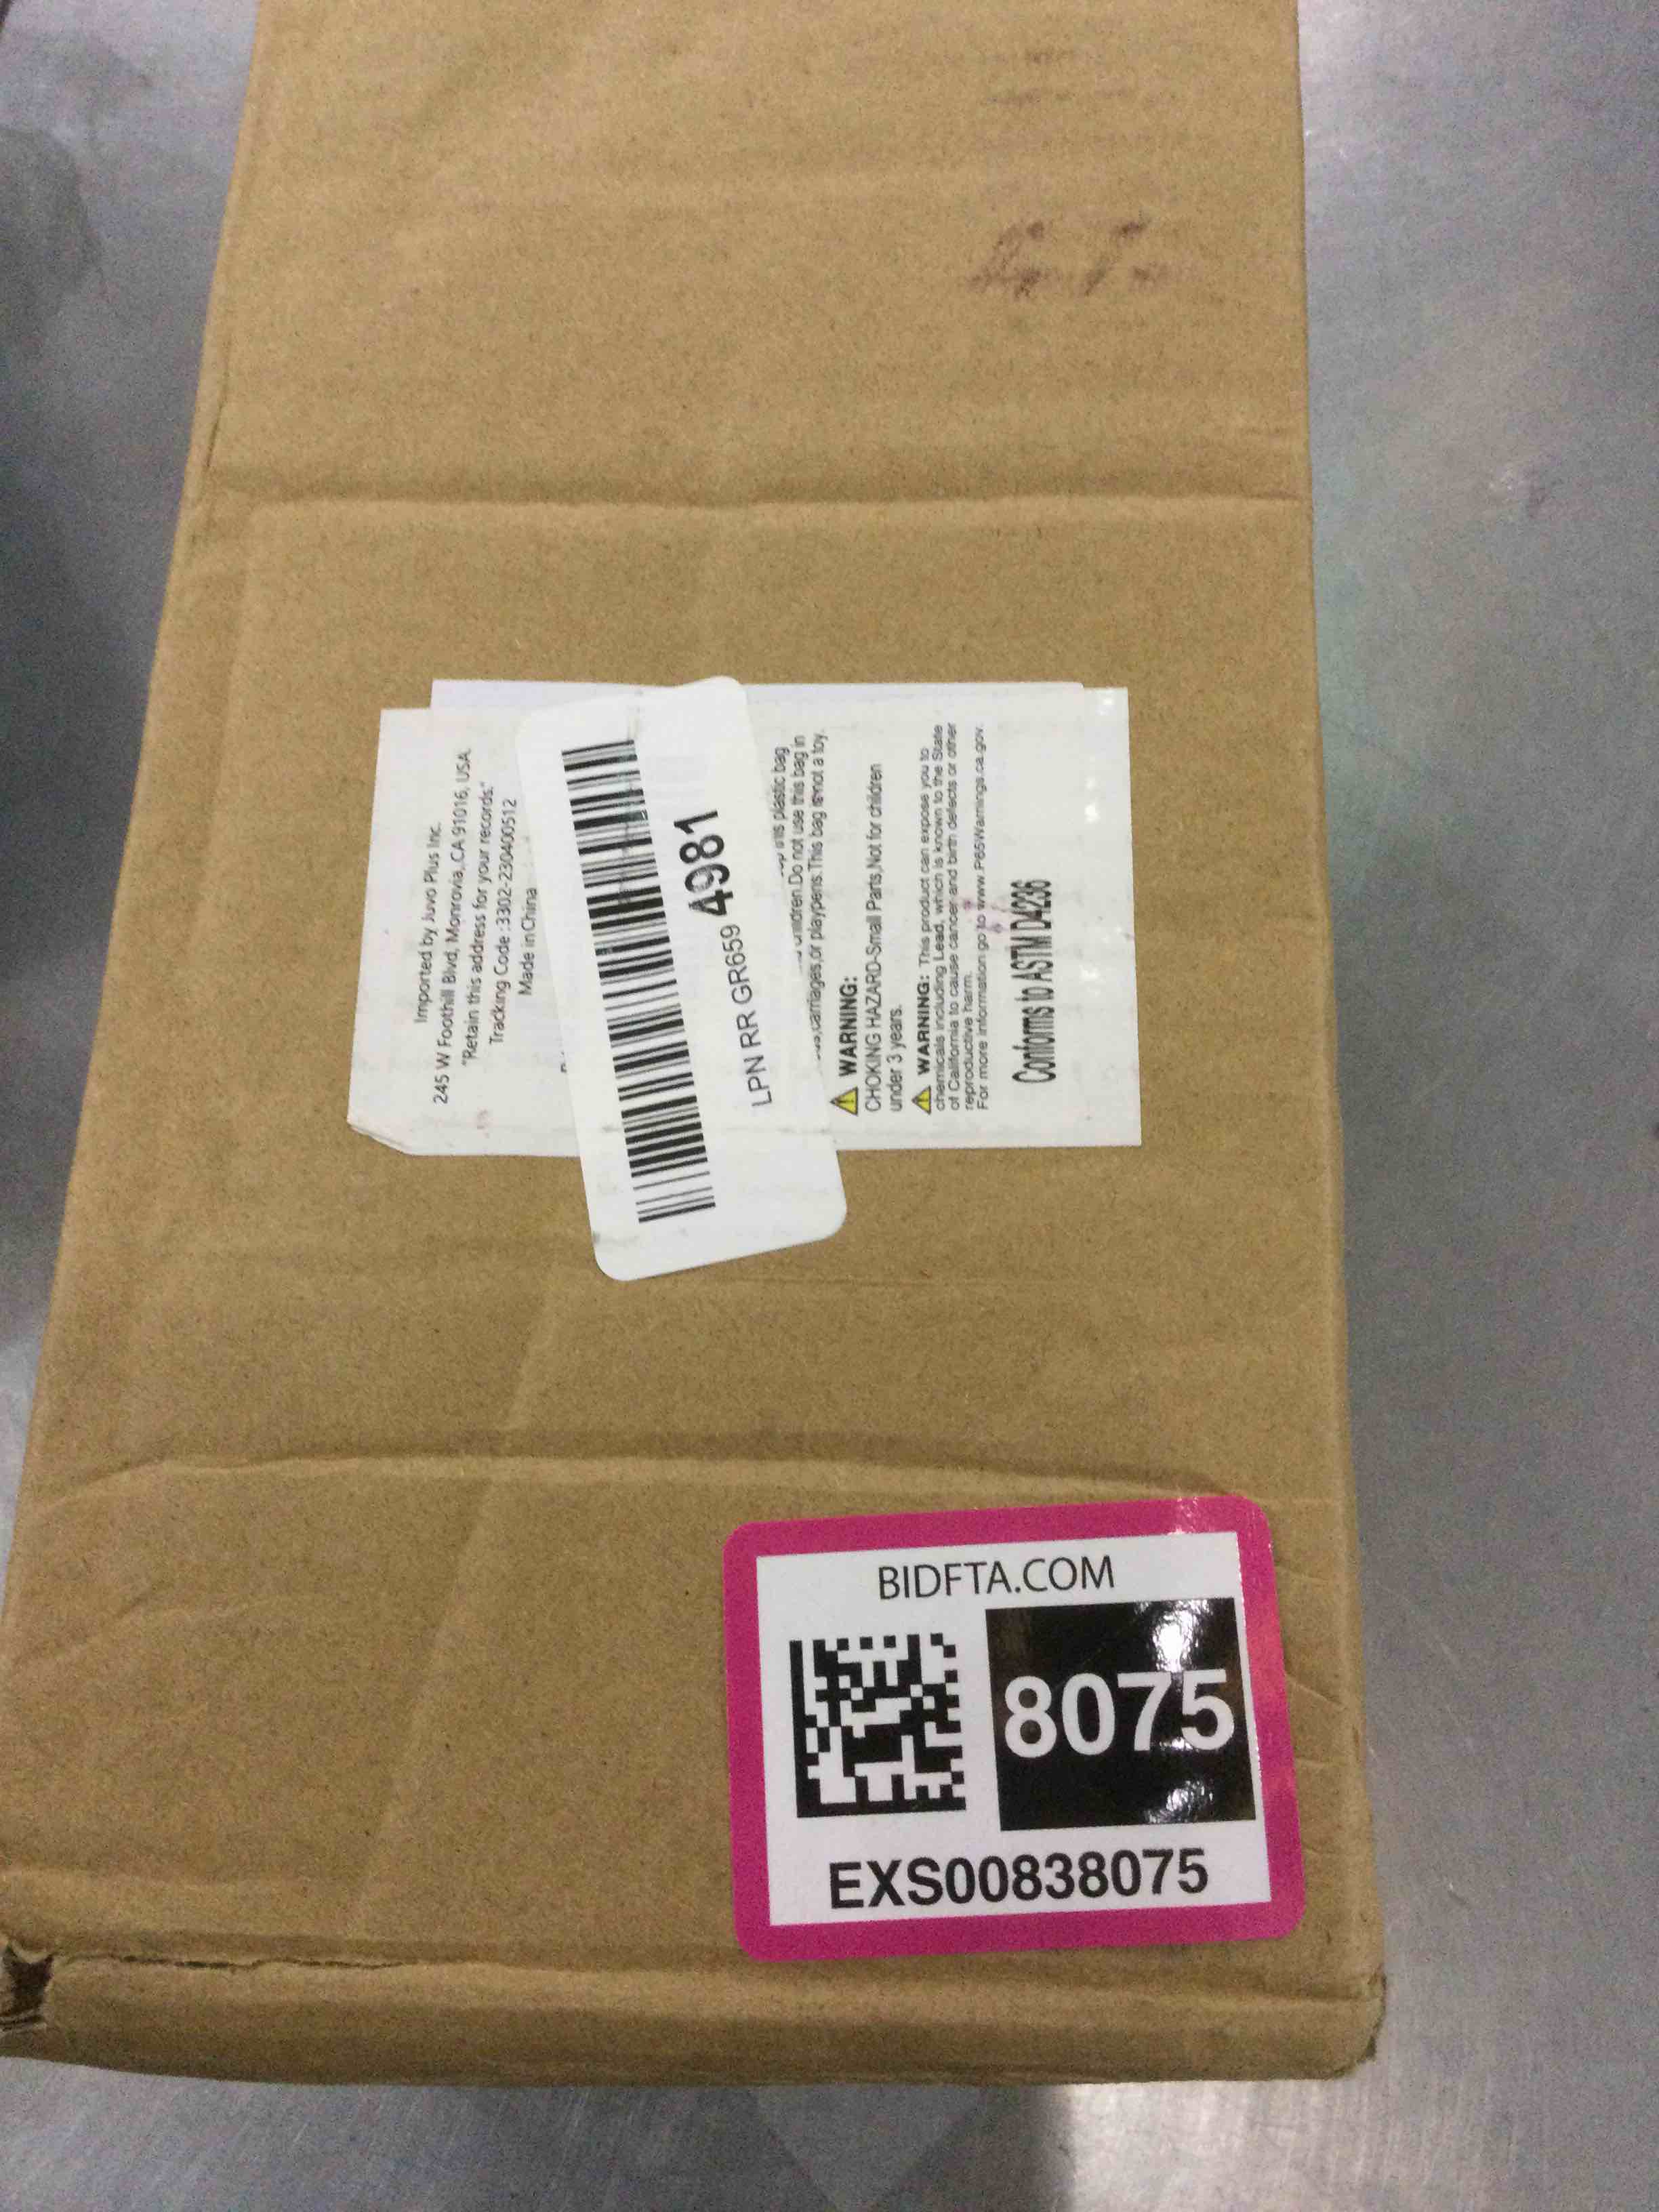 Imported by Juvo Plus Inc.
245 W Foothill Blvd, Monrovia, CA 91016, USA.
"Retain this address for your records."
Tracking Code : 3302-230400512
Made in China
LPN RR GR659 4981
this plastic bag
children.Do not use this bag in
carriages,or playpens.This bag is not a toy.
WARNING:
CHOKING HAZARD-Small Parts,Not for children
under 3 years.
WARNING: This product can expose you to
chemicals including Lead, which is known to the State
of California to cause cancer and birth defects or other
reproductive harm.
For more information go to www.P65Warnings.ca.gov.
Conforms to ASTM D4236
BIDFTA.COM
8075
EXS00838075